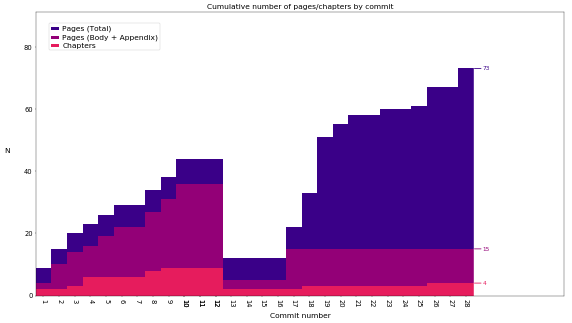 Cumulative number of pages/chapters by commit
Pages (Total)
Pages (Body + Appendix)
Chapters
80
60
40
20
0
N
73
15
4
1 2 3 4 5 6 7 8 9 10 11 12 13 14 15 16 17 18 19 20 21 22 23 24 25 26 27 28
Commit number